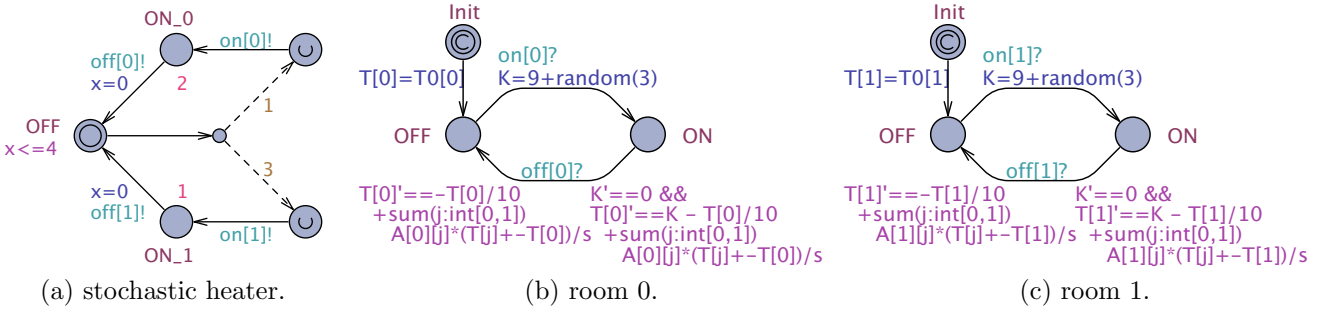 ON_0
on[0]!
off[0]!
x=0
2
1
OFF
x<=4
3
x=0
1
off[1]!
on[1]!
ON_1
(a) stochastic heater.
Init
on[0]?
T[0]=T0[0]
K=9+random(3)
OFF
ON
off[0]?
T[0]'==-T[0]/10
+sum(j:int[0,1])
A[0][j]*(T[j]+-T[0])/s
K'==0 &&
T[0]'==K - T[0]/10
+sum(j:int[0,1])
A[0][j]*(T[j]+-T[0])/s
(b) room 0.
Init
on[1]?
T[1]=T0[1]
K=9+random(3)
OFF
ON
off[1]?
T[1]'==-T[1]/10
+sum(j:int[0,1])
A[1][j]*(T[j]+-T[1])/s
K'==0 &&
T[1]'==K - T[1]/10
+sum(j:int[0,1])
A[1][j]*(T[j]+-T[1])/s
(c) room 1.